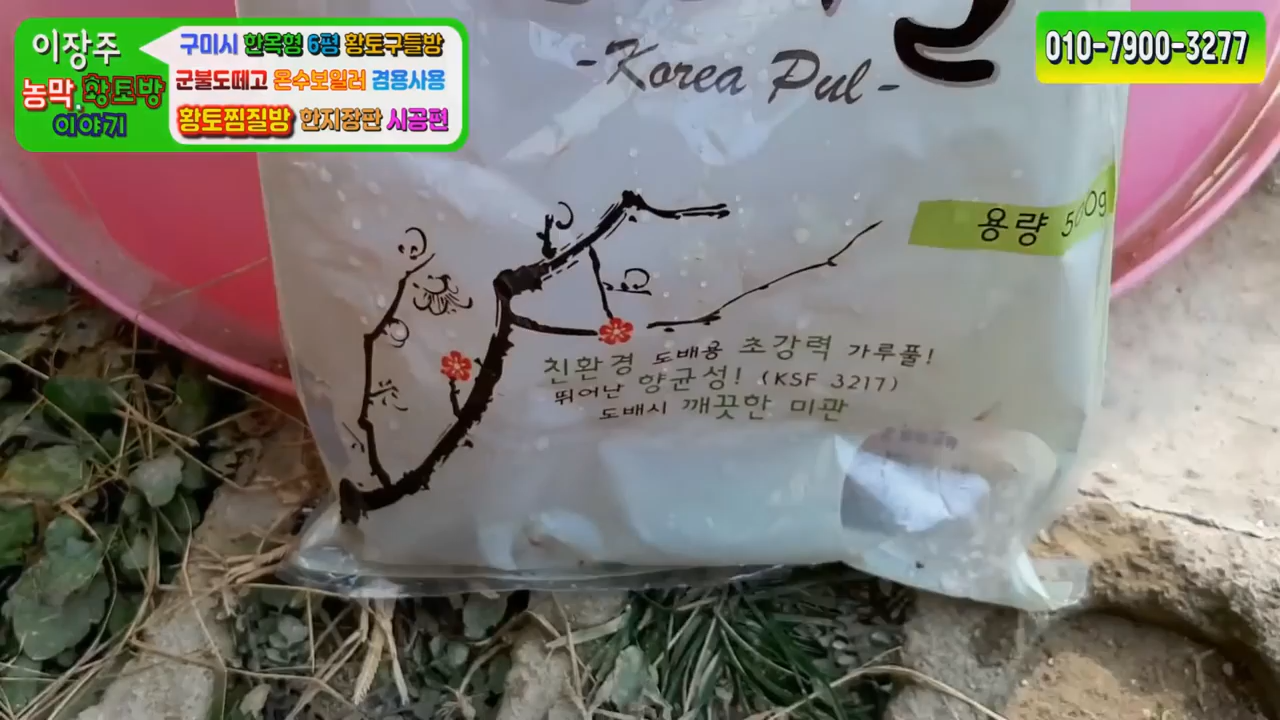 이장주
농막.황토방
이야기
구미시 한옥형 6평 황토구들방
군불도떼고 온수보일러 겸용사용
황토찜질방 한지장판 시공편
010-7900-3277
-Korea Pul-
용량 500g
친환경 도배용 초강력 가루풀!
뛰어난 향균성! (KSF 3217)
도배시 깨끗한 미관